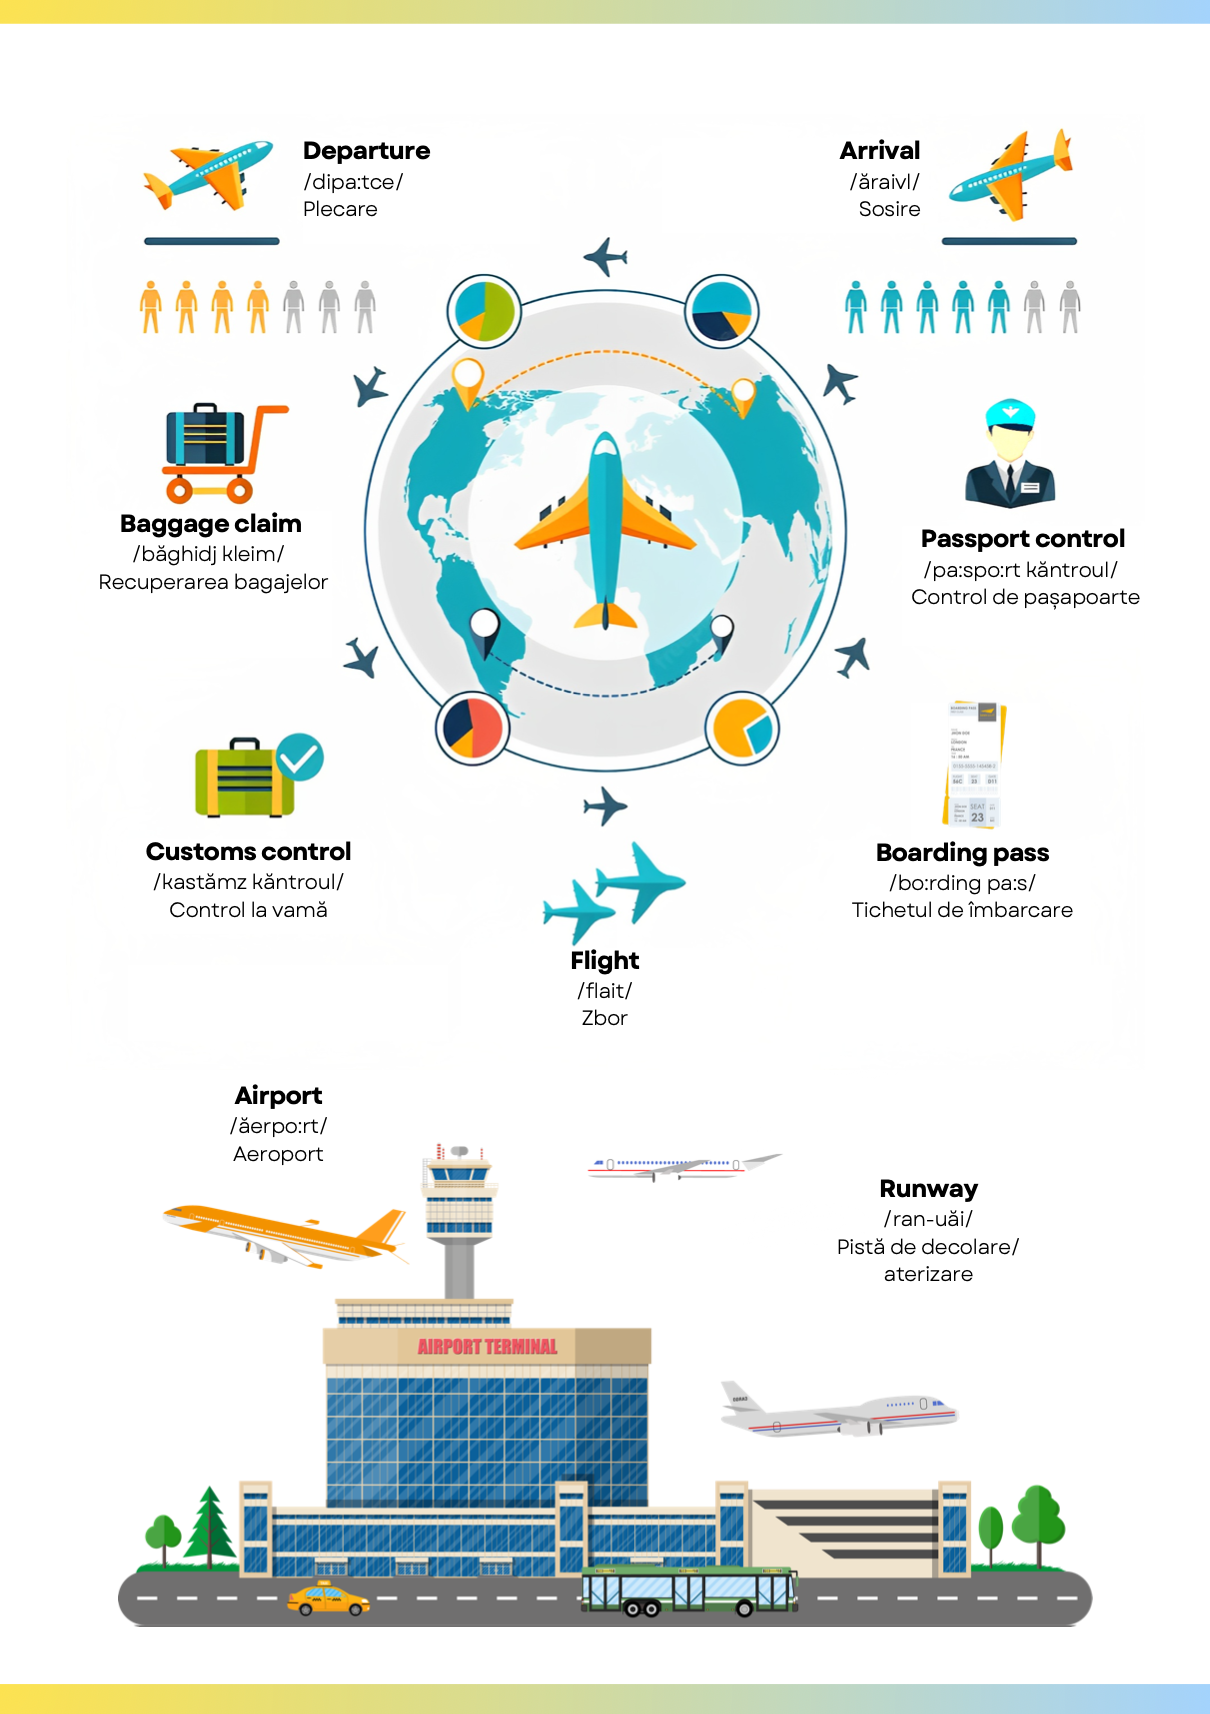 Departure
/dipa:tce/
Plecare
Arrival
/ăraivl/
Sosire
Baggage claim
/băghidj kleim/
Recuperarea bagajelor
Passport control
/pa:spo:rt kăntroul/
Control de pașapoarte
Customs control
/kastămz kăntroul/
Control la vamă
SEAT
23
Boarding pass
/bo:rding pa:s/
Tichetul de îmbarcare
Flight
/flait/
Zbor
Airport
/ăerpo:rt/
Aeroport
Runway
/ran-uăi/
Pistă de decolare/
aterizare
AIRPORT TERMINAL